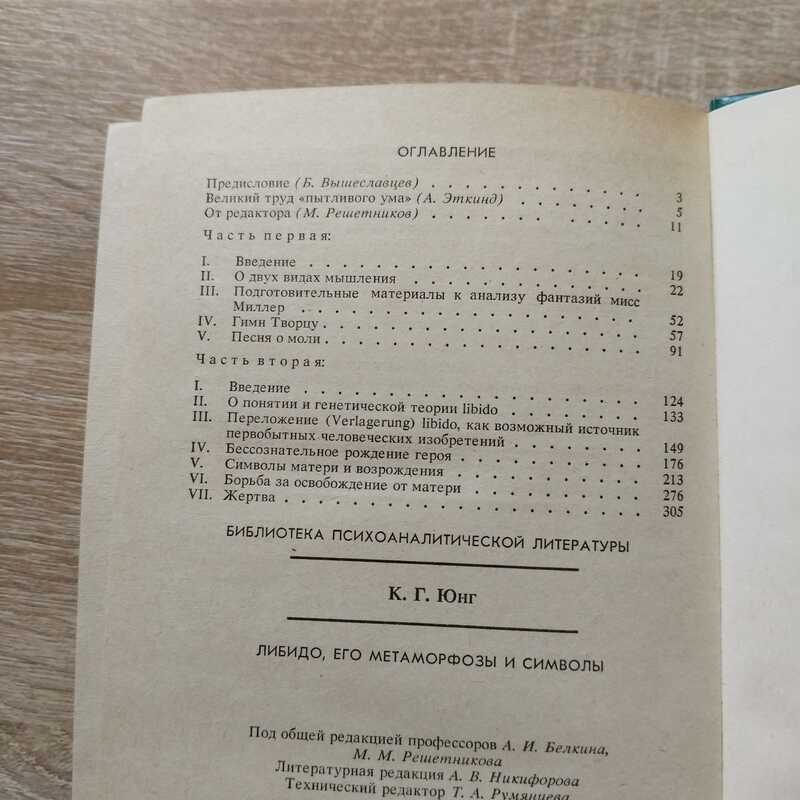 ОГЛАВЛЕНИЕ
Предисловие (Б. Вышеславцев) . . . . . . . . . . . 3
Великий труд «пытливого ума» (А. Эткинд) . . . . . . . 5
От редактора (М. Решетников) . . . . . . . . . . . 11
Часть первая:
I. Введение . . . . . . . . . . . . . . . . 19
II. О двух видах мышления . . . . . . . . . . . 22
III. Подготовительные материалы к анализу фантазий мисс
Миллер . . . . . . . . . . . . . . . . . 52
IV. Гимн Творцу . . . . . . . . . . . . . . . 57
V. Песня о моли . . . . . . . . . . . . . . . 91
Часть вторая:
I. Введение . . . . . . . . . . . . . . . . 124
II. О понятии и генетической теории libido . . . . . . . 133
III. Переложение (Verlagerung) libido, как возможный источник
первобытных человеческих изобретений . . . . . . . 149
IV. Бессознательное рождение героя . . . . . . . . . 176
V. Символы матери и возрождения . . . . . . . . . 213
VI. Борьба за освобождение от матери . . . . . . . . 276
VII. Жертва . . . . . . . . . . . . . . . . . 305
БИБЛИОТЕКА ПСИХОАНАЛИТИЧЕСКОЙ ЛИТЕРАТУРЫ
К. Г. Юнг
ЛИБИДО, ЕГО МЕТАМОРФОЗЫ И СИМВОЛЫ
Под общей редакцией профессоров А. И. Белкина,
М. М. Решетникова
Литературная редакция А. В. Никифорова
Технический редактор Т. А. Румянцева